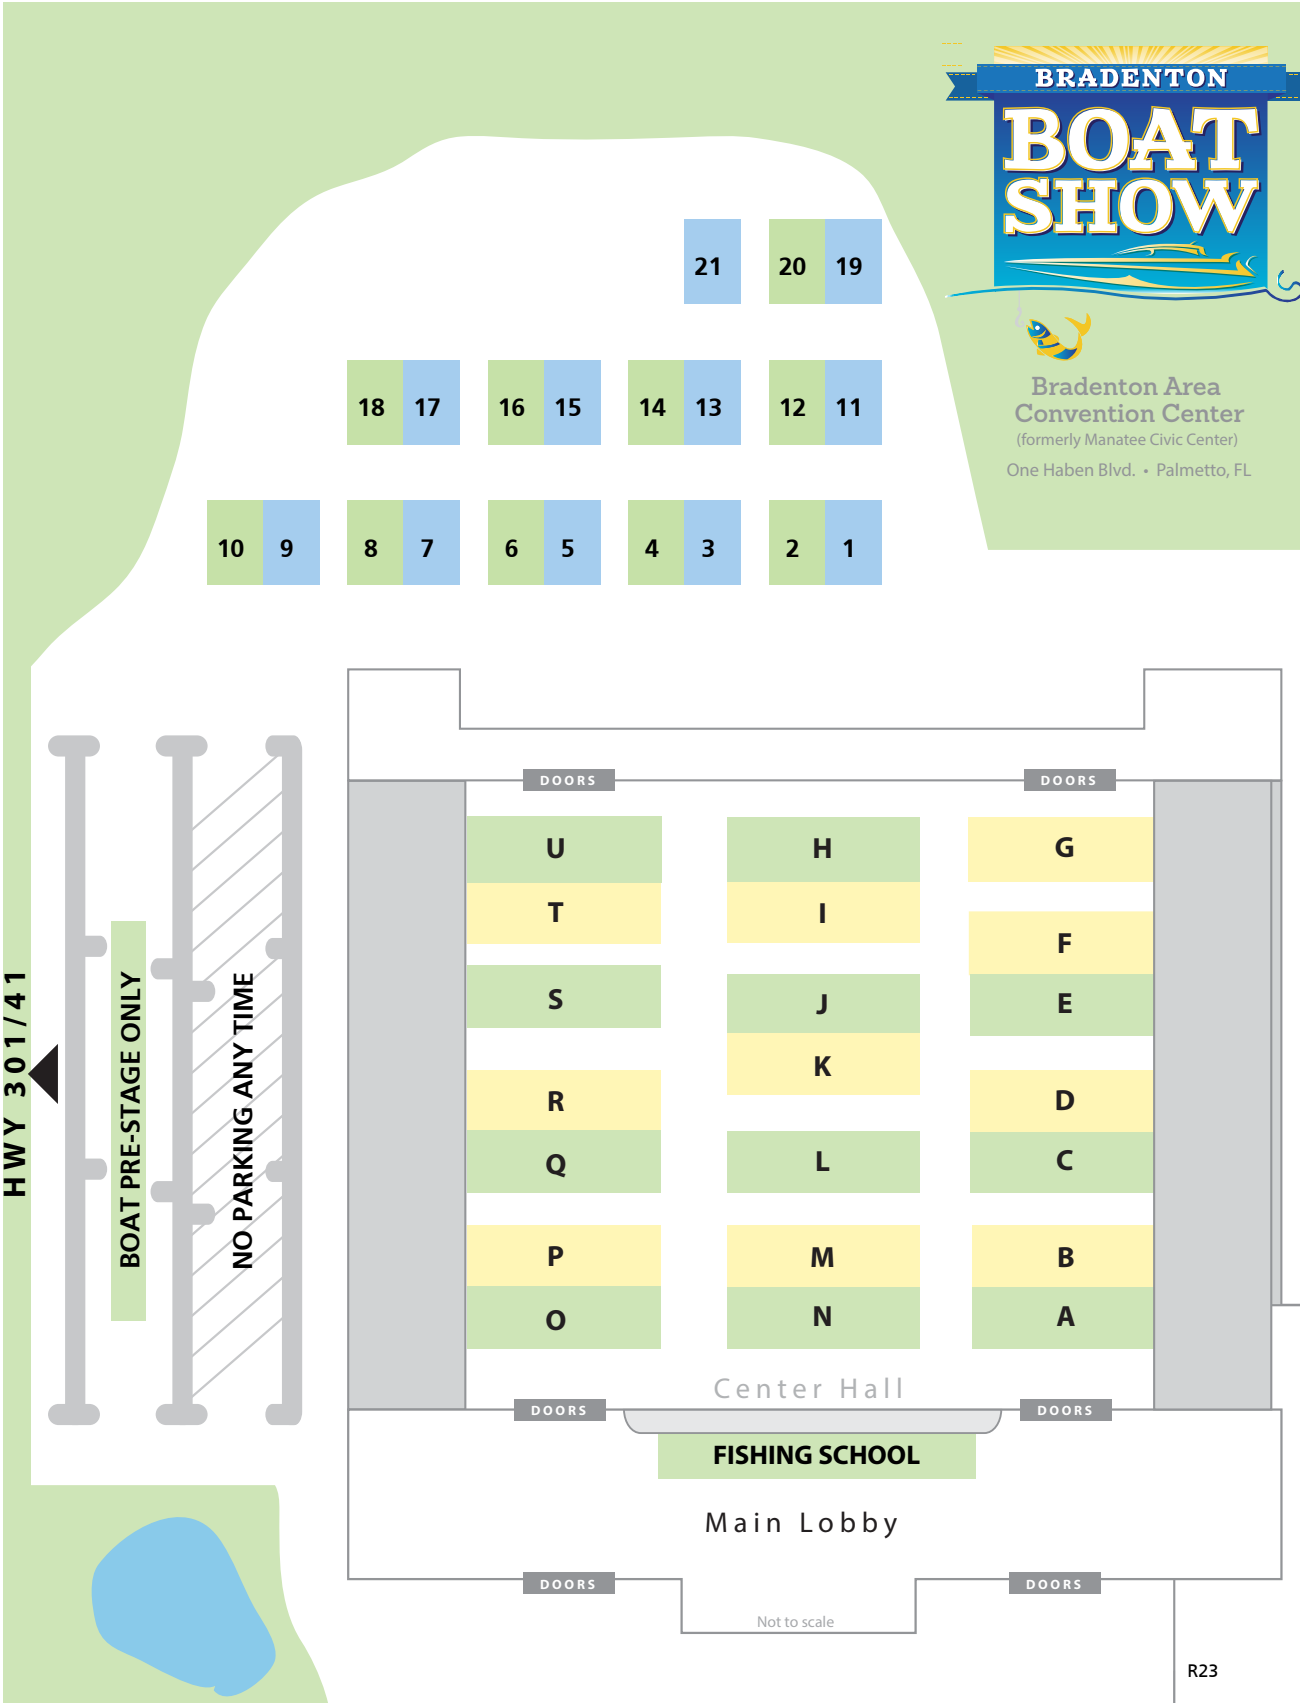 BRADENTON
BOAT
SHOW
Bradenton Area
Convention Center
(formerly Manatee Civic Center)
One Haben Blvd. • Palmetto, FL
21 20 19
18 17 16 15 14 13 12 11
10 9 8 7 6 5 4 3 2 1
DOORS DOORS
U H G
T I
F
S J E
K
R D
Q L C
P M B
O N A
HWY 301/41
BOAT PRE-STAGE ONLY
NO PARKING ANY TIME
Center Hall
DOORS DOORS
FISHING SCHOOL
Main Lobby
DOORS DOORS
Not to scale
R23